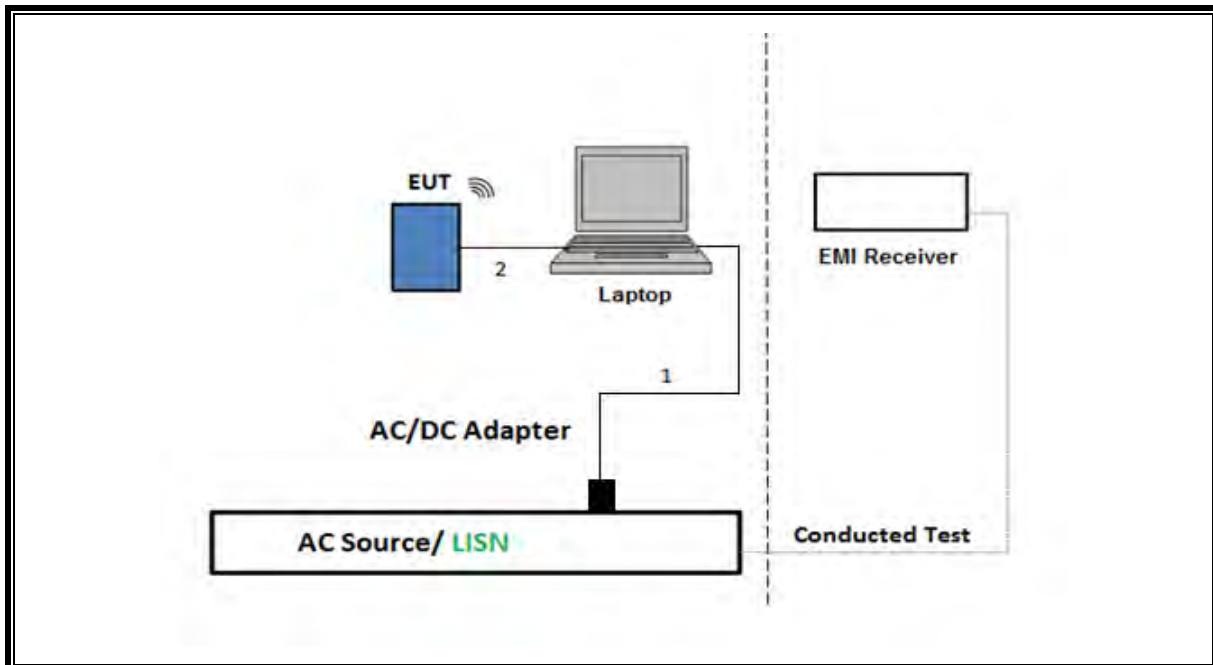 EUT
2
Laptop
EMI Receiver
1
AC/DC Adapter
AC Source/ LISN
Conducted Test